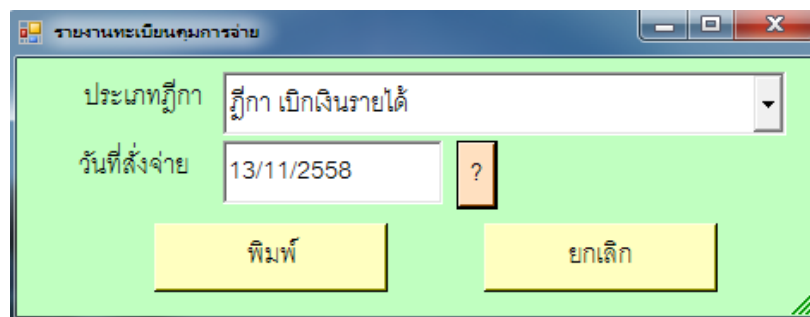 รายงานทะเบียนคุมการจ่าย
ประเภทฎีกา ฎีกา เบิกเงินรายได้
วันที่สั่งจ่าย 13/11/2558 ?
พิมพ์ ยกเลิก